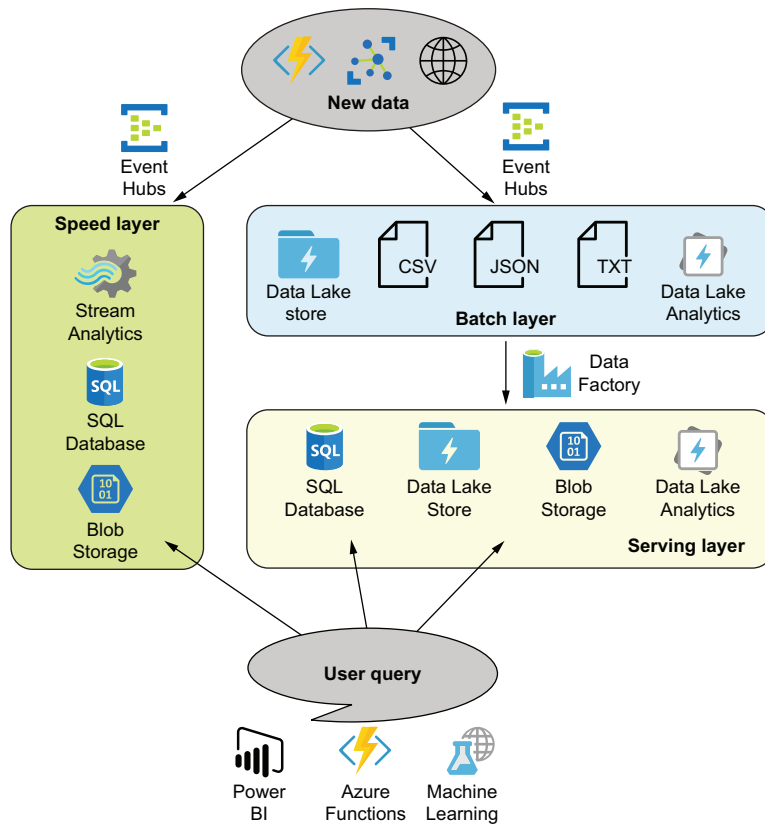 New data
Event
Hubs
Event
Hubs
Speed layer
Stream
Analytics
SQL
SQL
Database
10
01
Blob
Storage
Data Lake
store
CSV
JSON
TXT
Data Lake
Analytics
Batch layer
Data
Factory
SQL
SQL
Database
Data Lake
Store
10
01
Blob
Storage
Data Lake
Analytics
Serving layer
User query
Power
BI
Azure
Functions
Machine
Learning